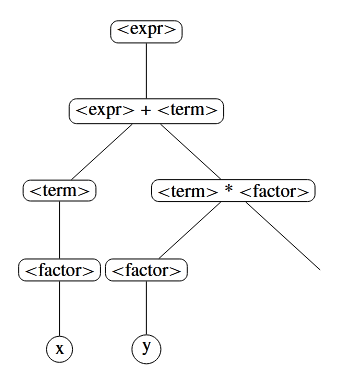 <expr>
<expr> + <term>
<term>
<term> * <factor>
<factor>
<factor>
x
y